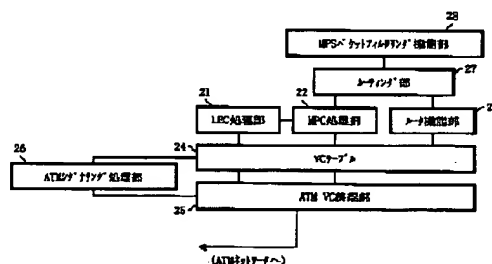 28
MPSパケットフィルタリング機能部
27
ルーティング部
21
22
LEC処理部
MPC処理部
ルータ機能部
24
VCテーブル
26
ATMシグナリング処理部
ATM VC管理部
25
(ATMネットワークへ)